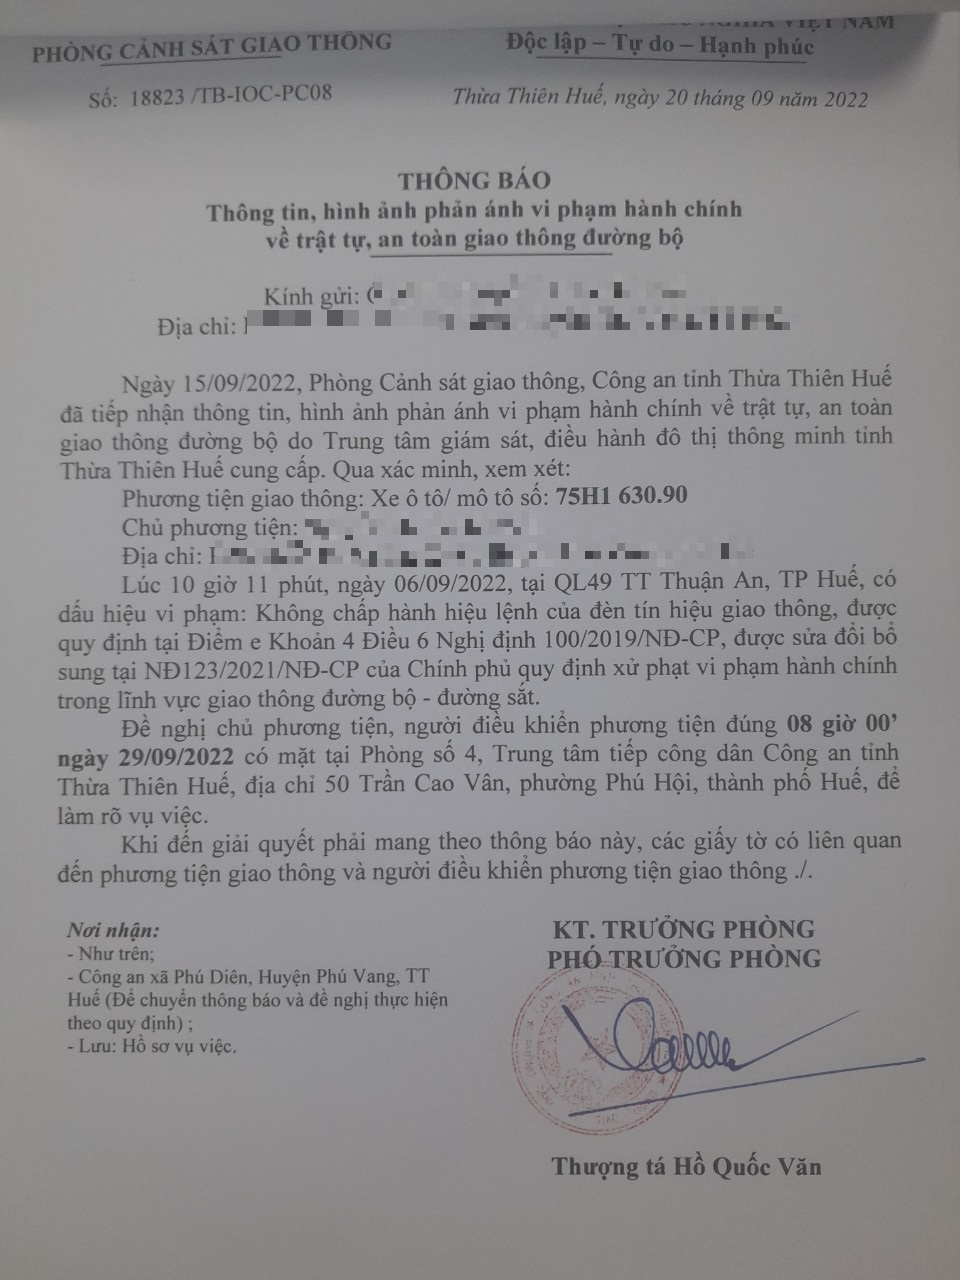 NGHĨA VIỆT NAM
PHÒNG CẢNH SÁT GIAO THÔNG
Độc lập – Tự do – Hạnh phúc
Số: 18823 /TB-IOC-PC08
Thừa Thiên Huế, ngày 20 tháng 09 năm 2022
THÔNG BÁO
Thông tin, hình ảnh phản ánh vi phạm hành chính
về trật tự, an toàn giao thông đường bộ
Kính gửi:
Địa chỉ:
Ngày 15/09/2022, Phòng Cảnh sát giao thông, Công an tỉnh Thừa Thiên Huế
đã tiếp nhận thông tin, hình ảnh phản ánh vi phạm hành chính về trật tự, an toàn
giao thông đường bộ do Trung tâm giám sát, điều hành đô thị thông minh tỉnh
Thừa Thiên Huế cung cấp. Qua xác minh, xem xét:
Phương tiện giao thông: Xe ô tô/ mô tô số: 75H1 630.90
Chủ phương tiện:
Địa chỉ:
Lúc 10 giờ 11 phút, ngày 06/09/2022, tại QL49 TT Thuận An, TP Huế, có
dấu hiệu vi phạm: Không chấp hành hiệu lệnh của đèn tín hiệu giao thông, được
quy định tại Điểm e Khoản 4 Điều 6 Nghị định 100/2019/NĐ-CP, được sửa đổi bổ
sung tại NĐ123/2021/NĐ-CP của Chính phủ quy định xử phạt vi phạm hành chính
trong lĩnh vực giao thông đường bộ - đường sắt.
Đề nghị chủ phương tiện, người điều khiển phương tiện đúng 08 giờ 00’
ngày 29/09/2022 có mặt tại Phòng số 4, Trung tâm tiếp công dân Công an tỉnh
Thừa Thiên Huế, địa chỉ 50 Trần Cao Vân, phường Phú Hội, thành phố Huế, để
làm rõ vụ việc.
Khi đến giải quyết phải mang theo thông báo này, các giấy tờ có liên quan
đến phương tiện giao thông và người điều khiển phương tiện giao thông ./.
Nơi nhận:
- Như trên;
- Công an xã Phú Diên, Huyện Phú Vang, TT
Huế (Để chuyển thông báo và đề nghị thực hiện
theo quy định) ;
- Lưu: Hồ sơ vụ việc.
KT. TRƯỞNG PHÒNG
PHÓ TRƯỞNG PHÒNG
Thượng tá Hồ Quốc Văn